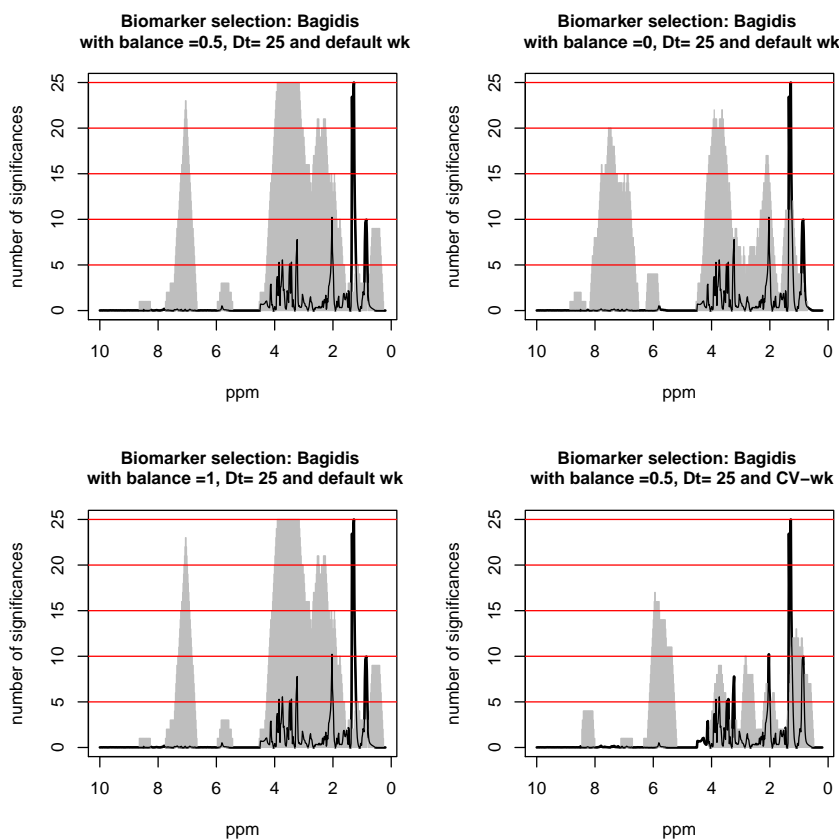 Biomarker selection: Bagidis
with balance =0.5, Dt= 25 and default wk
number of significances
25
20
15
10
5
0
10 8 6 4 2 0
ppm
Biomarker selection: Bagidis
with balance =0, Dt= 25 and default wk
number of significances
25
20
15
10
5
0
10 8 6 4 2 0
ppm
Biomarker selection: Bagidis
with balance =1, Dt= 25 and default wk
number of significances
25
20
15
10
5
0
10 8 6 4 2 0
ppm
Biomarker selection: Bagidis
with balance =0.5, Dt= 25 and CV−wk
number of significances
25
20
15
10
5
0
10 8 6 4 2 0
ppm